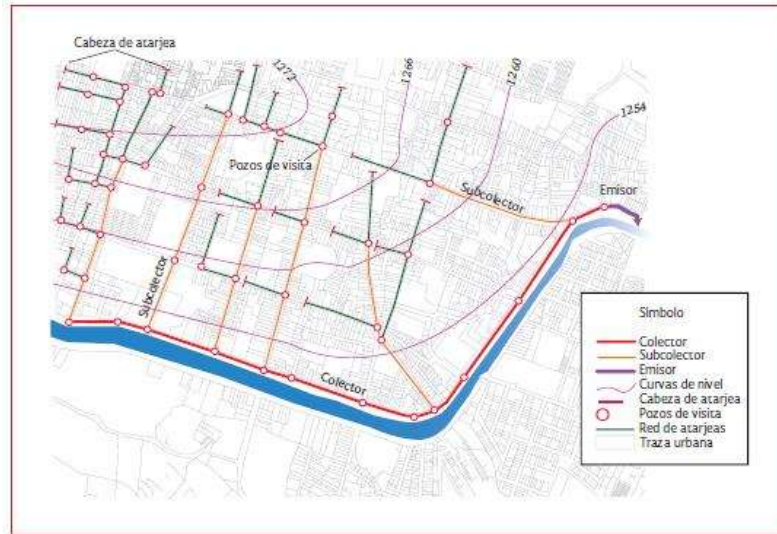 Cabeza de atarjea
1272
1266
1260
1254
Pozos de visita
Subcolector
Emisor
Subcolector
Colector
Símbolo
Colector
Subcolector
Emisor
Curvas de nivel
Cabeza de atarjea
Pozos de visita
Red de atarjeas
Traza urbana